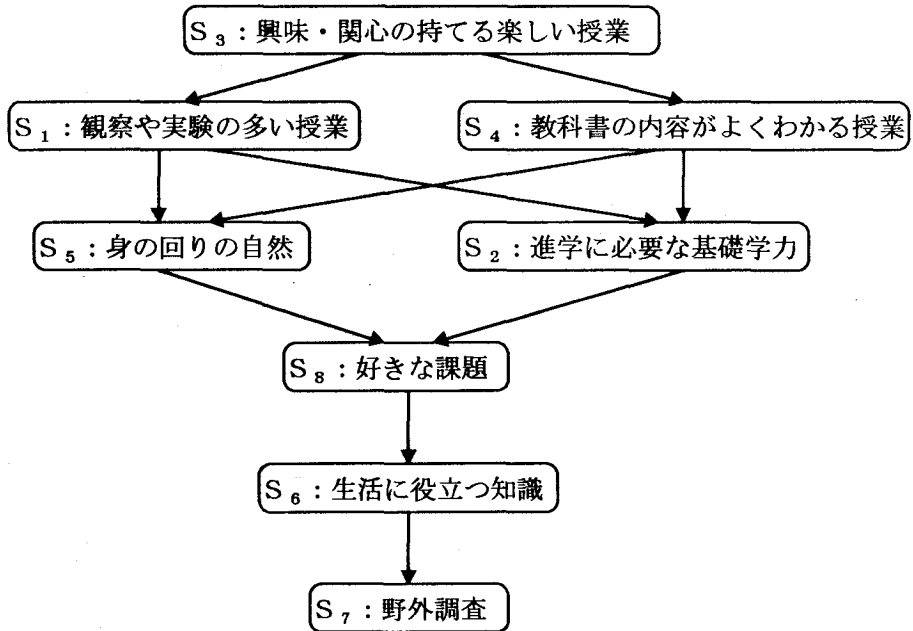 S₃：興味・関心の持てる楽しい授業
S₁：観察や実験の多い授業
S₄：教科書の内容がよくわかる授業
S₅：身の回りの自然
S₂：進学に必要な基礎学力
S₈：好きな課題
S₆：生活に役立つ知識
S₇：野外調査